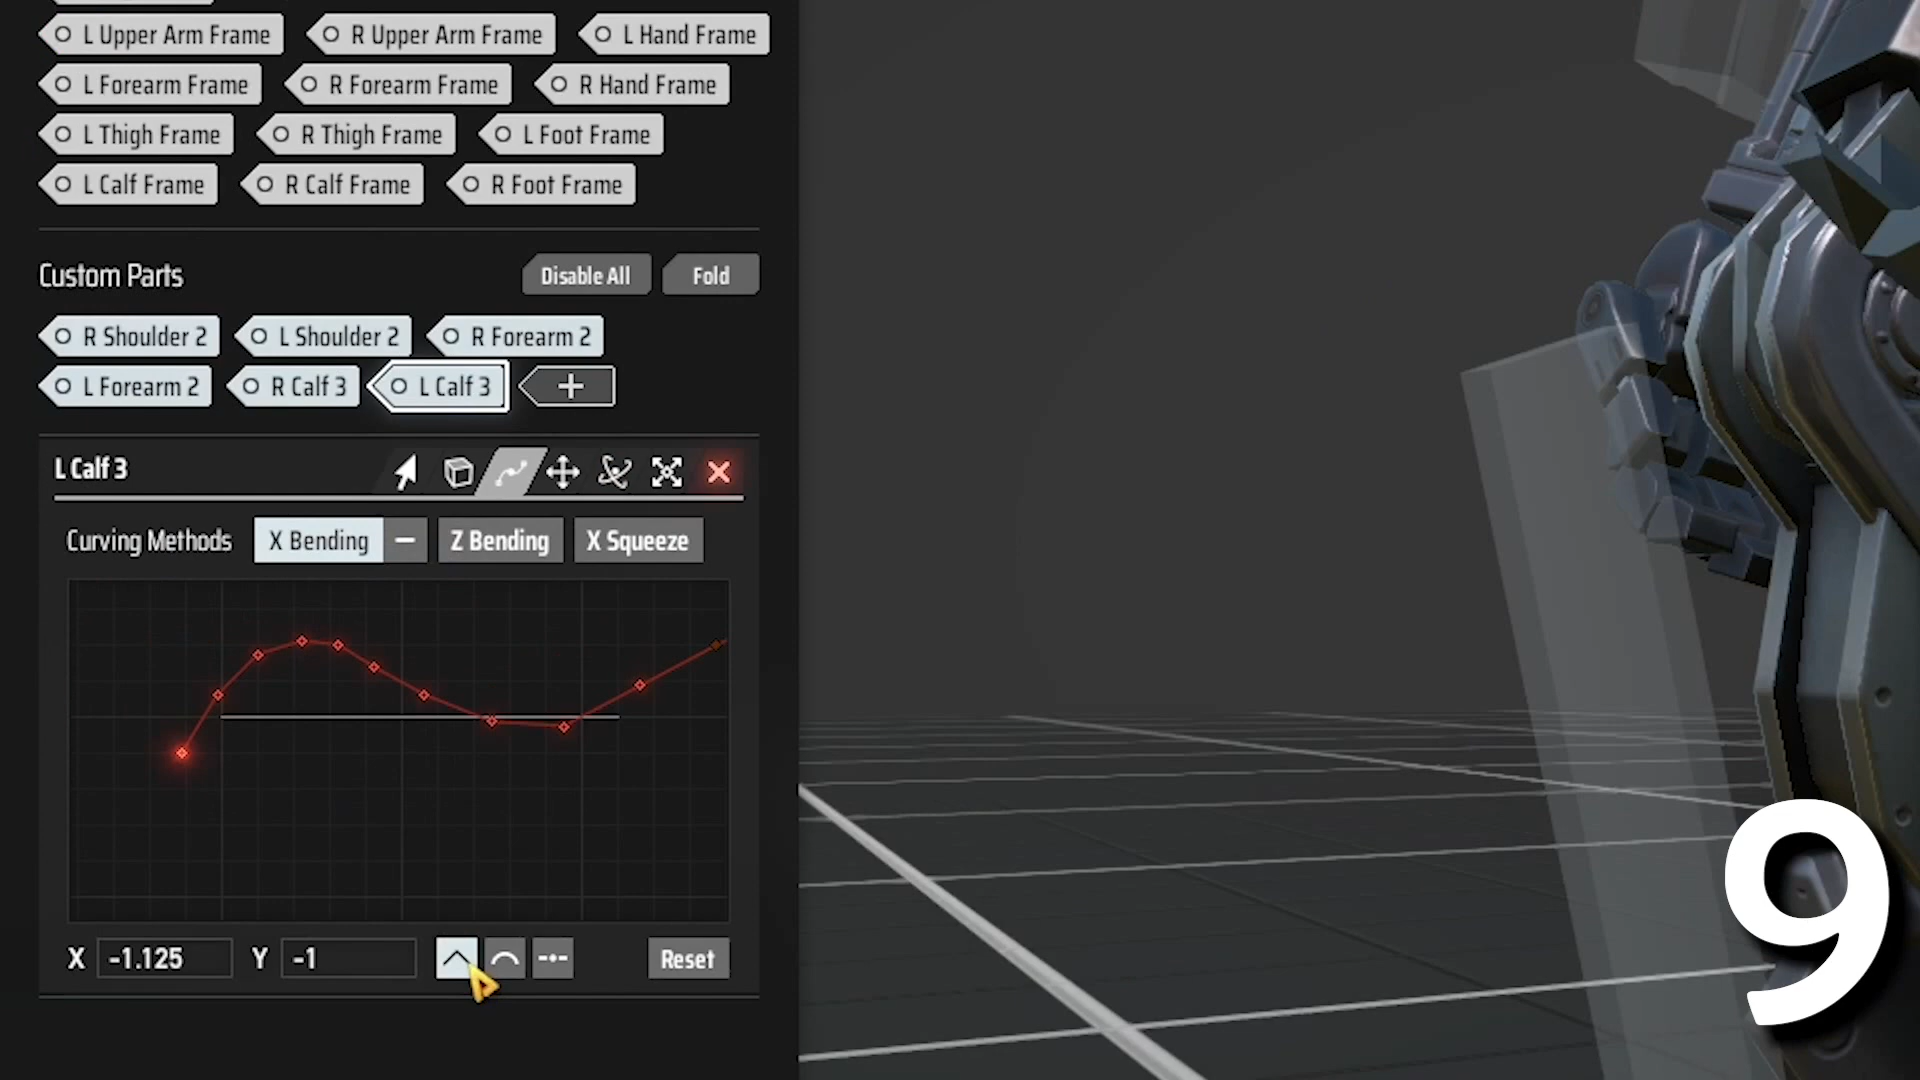 L Upper Arm Frame R Upper Arm Frame L Hand Frame
L Forearm Frame R Forearm Frame R Hand Frame
L Thigh Frame R Thigh Frame L Foot Frame
L Calf Frame R Calf Frame R Foot Frame
Custom Parts Disable All Fold
R Shoulder 2 L Shoulder 2 R Forearm 2
L Forearm 2 R Calf 3 L Calf 3 +
L Calf 3
Curving Methods X Bending – Z Bending X Squeeze
X -1.125 Y -1 Reset
9